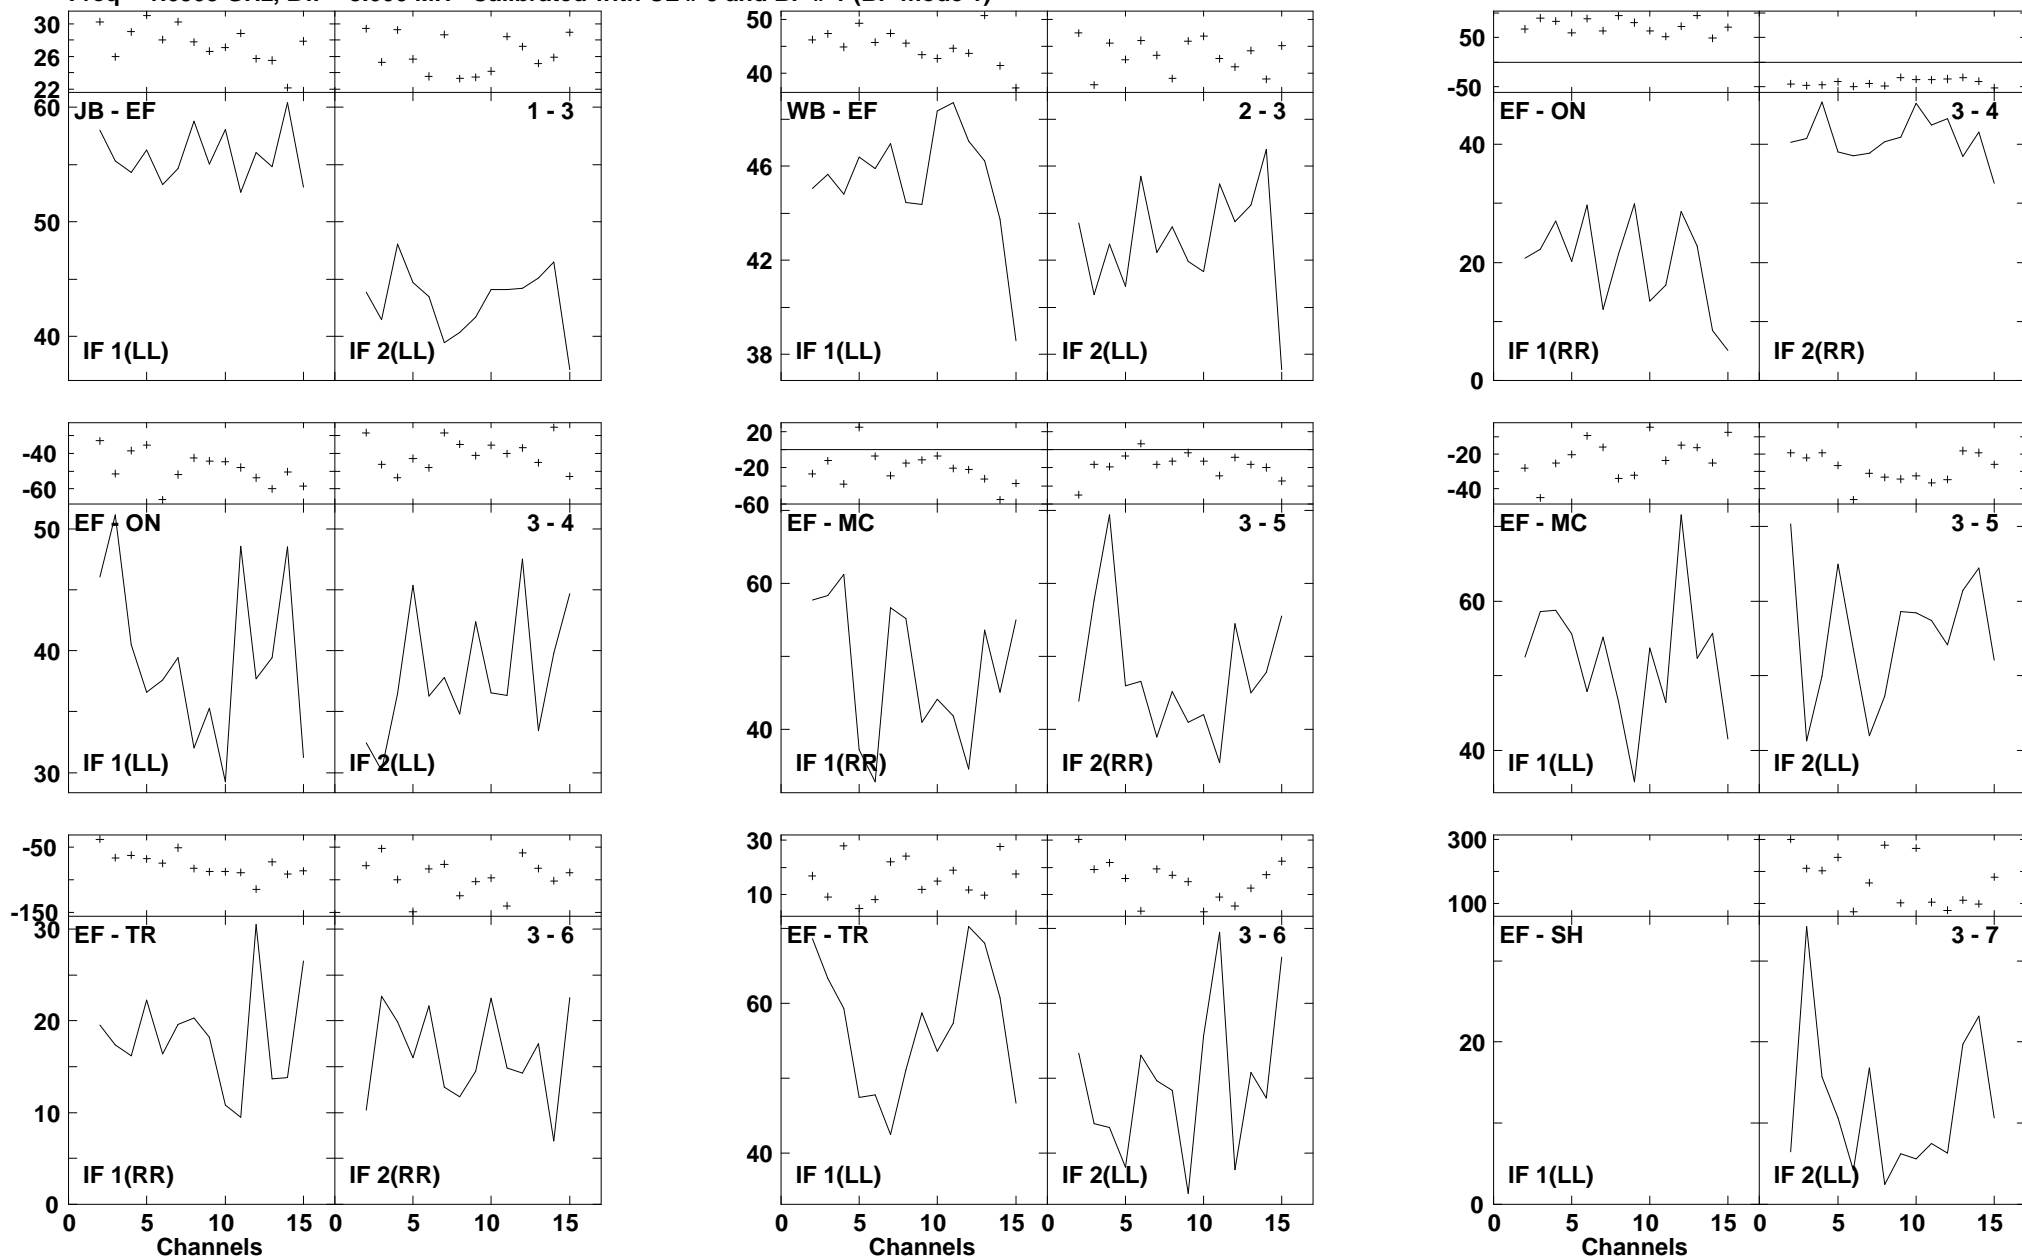 30 26 22
JB - EF 1 - 3
60 50 40
IF 1(LL) IF 2(LL)
50 40
WB - EF 2 - 3
46 42 38
IF 1(LL) IF 2(LL)
50 -50
EF - ON 3 - 4
40 20 0
IF 1(RR) IF 2(RR)
-40 -60
EF - ON 3 - 4
50 40 30
IF 1(LL) IF 2(LL)
20 -20 -60
EF - MC 3 - 5
60 40
IF 1(RR) IF 2(RR)
-20 -40
EF - MC 3 - 5
60 40
IF 1(LL) IF 2(LL)
-50 -150
EF - TR 3 - 6
30 20 10 0
IF 1(RR) IF 2(RR)
0 5 10 15 0 5 10 15
Channels
30 10
EF - TR 3 - 6
60 40
IF 1(LL) IF 2(LL)
0 5 10 15 0 5 10 15
Channels
300 100
EF - SH 3 - 7
20 0
IF 1(LL) IF 2(LL)
0 5 10 15 0 5 10 15
Channels